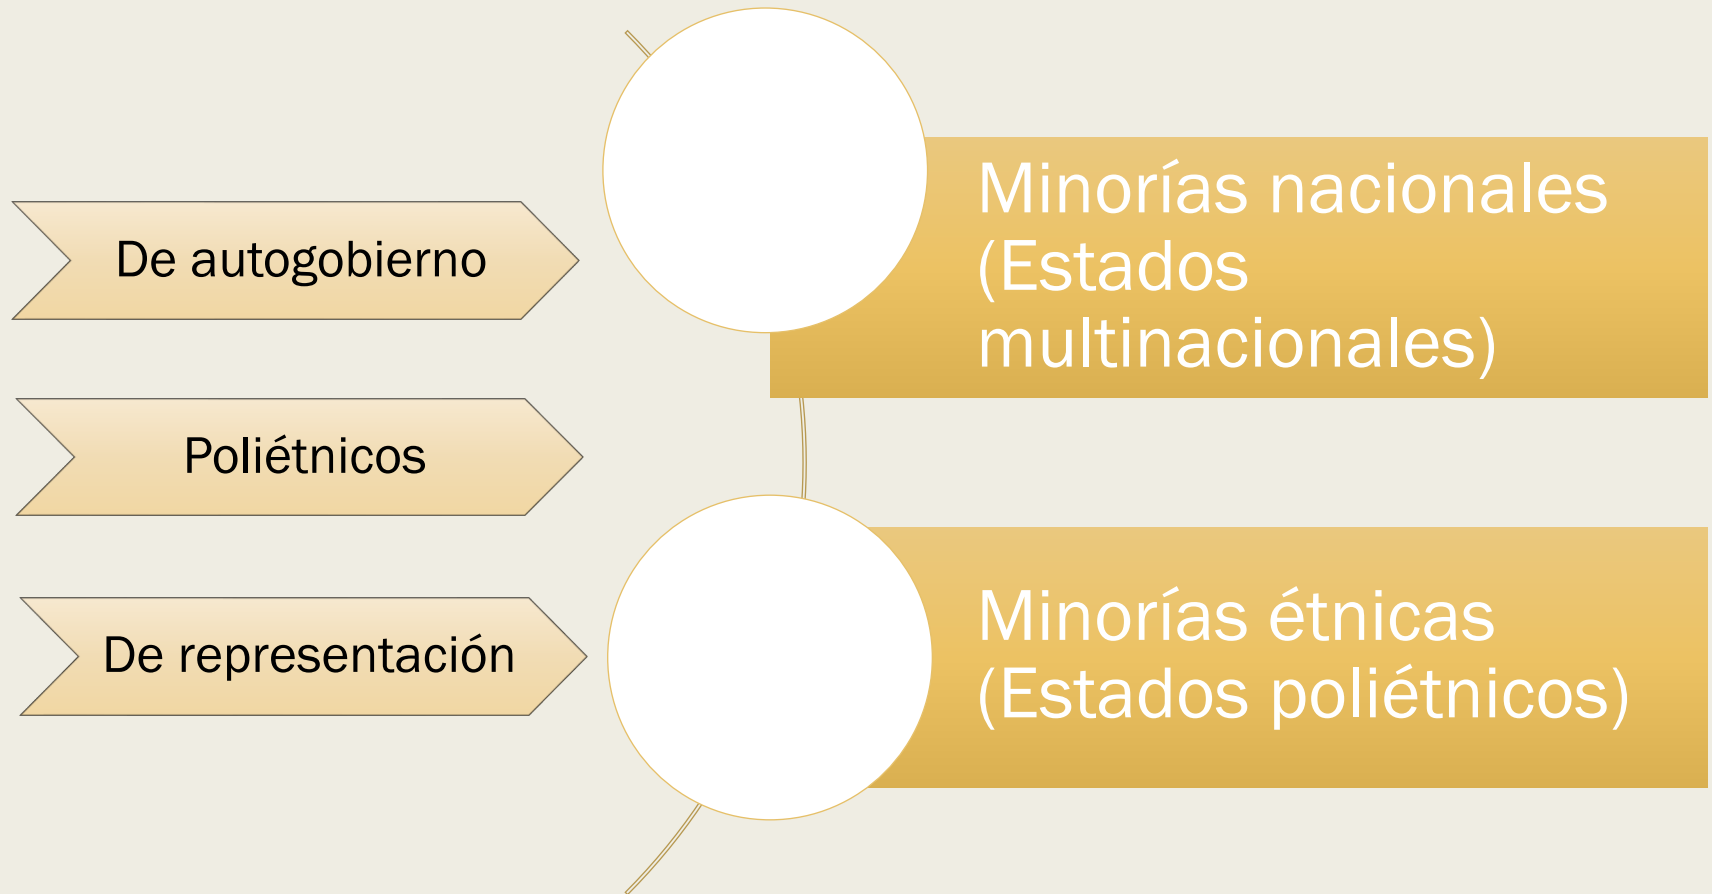 De autogobierno
Poliétnicos
De representación
Minorías nacionales
(Estados
multinacionales)
Minorías étnicas
(Estados poliétnicos)